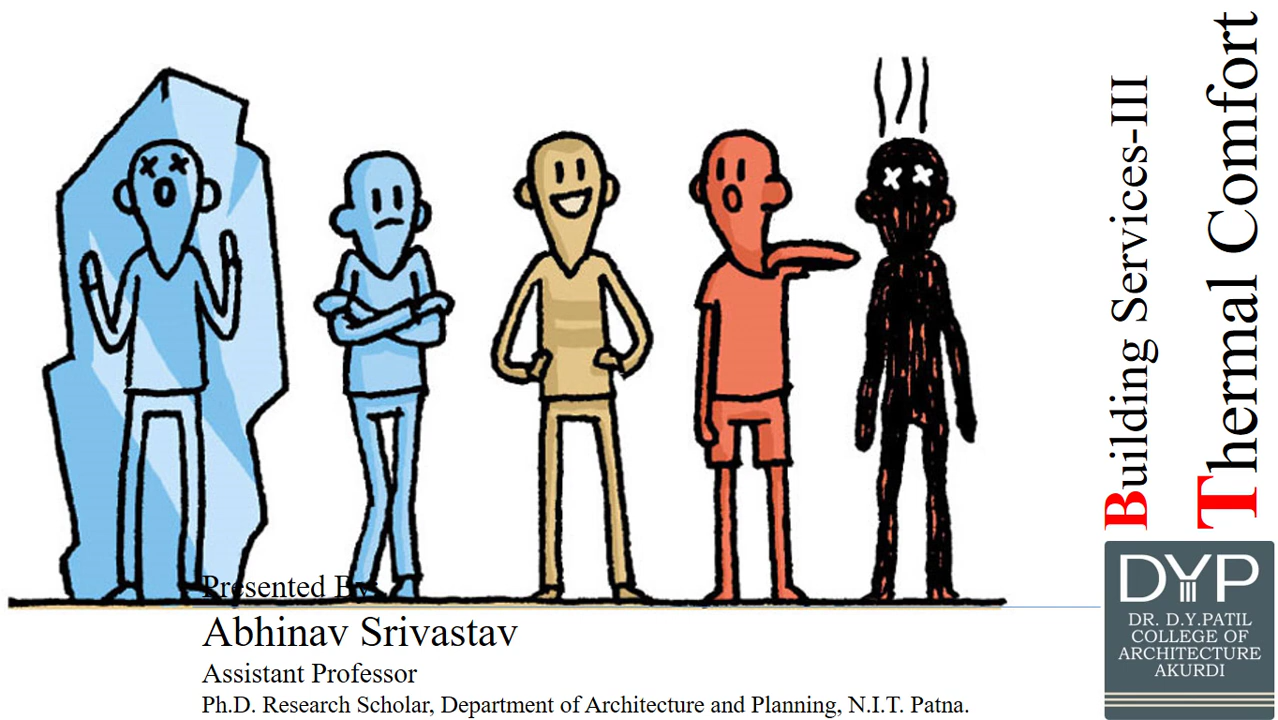 Building Services-III
Thermal Comfort
Presented By:
Abhinav Srivastav
Assistant Professor
Ph.D. Research Scholar, Department of Architecture and Planning, N.I.T. Patna.
DYP
DR. D.Y.PATIL
COLLEGE OF
ARCHITECTURE
AKURDI